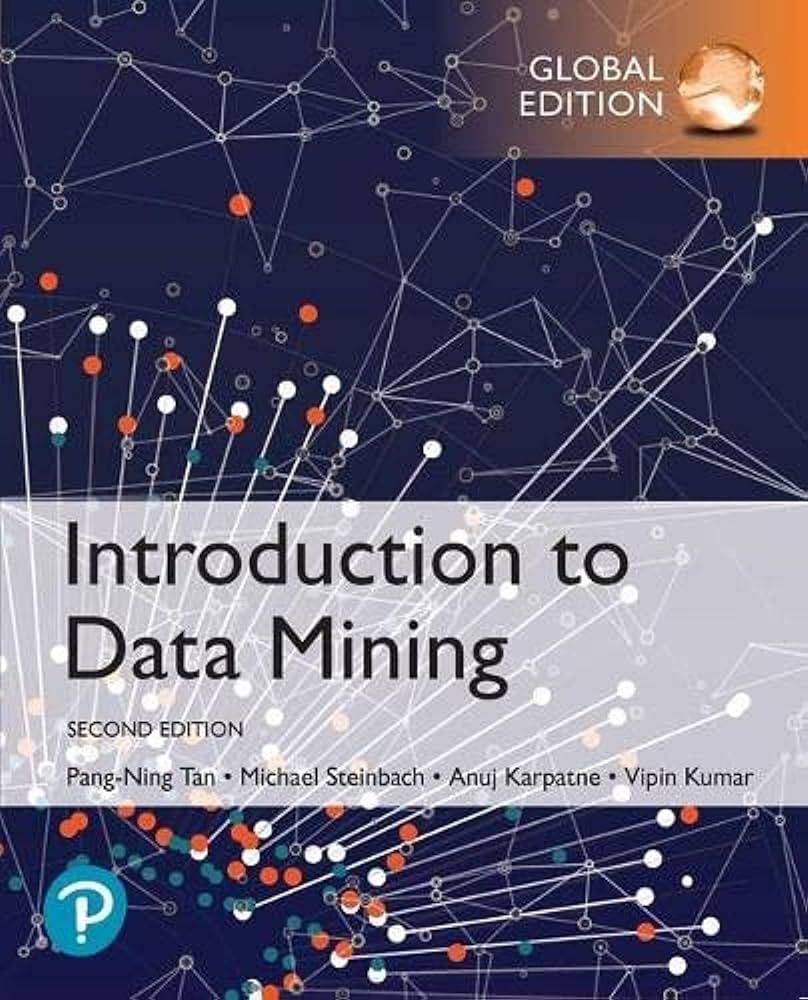 GLOBAL
EDITION
Introduction to
Data Mining
SECOND EDITION
Pang-Ning Tan • Michael Steinbach • Anuj Karpatne • Vipin Kumar
P